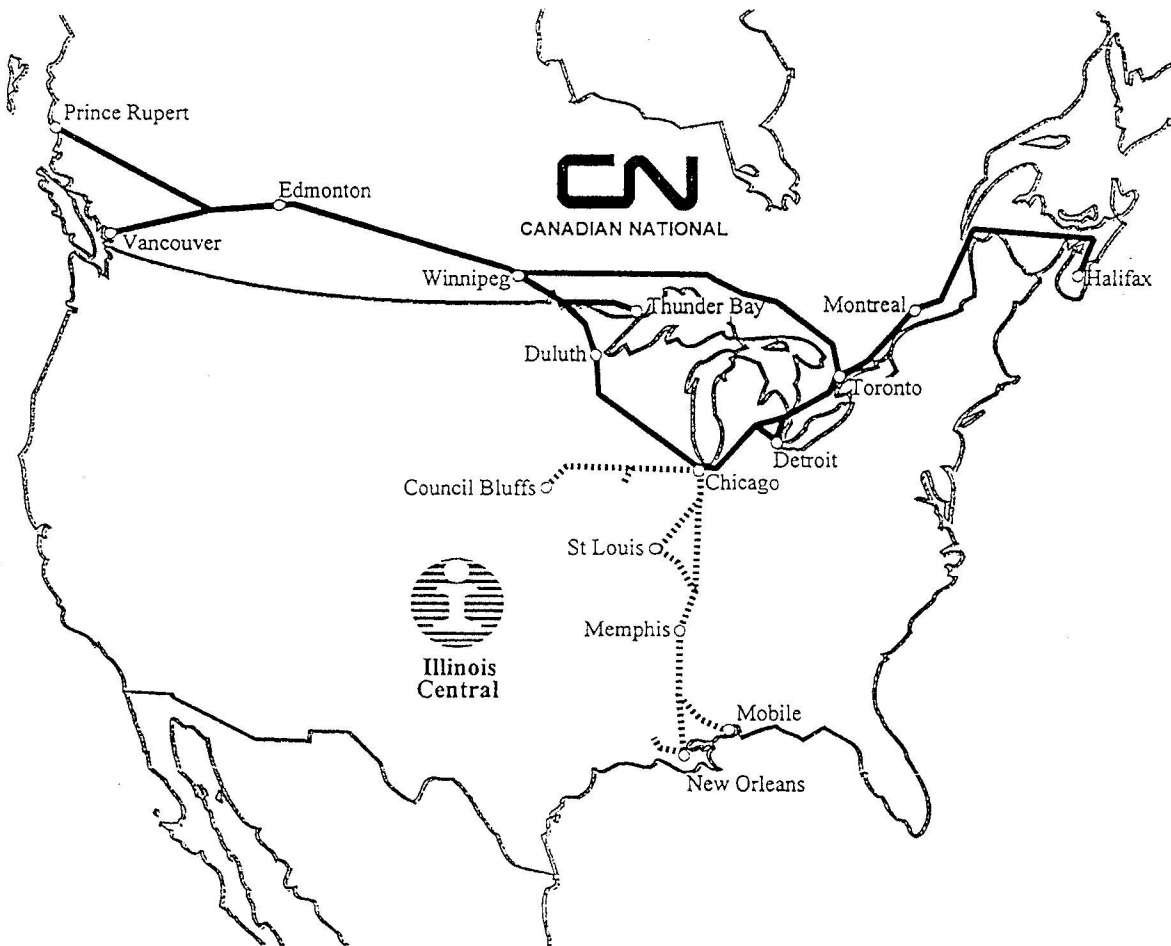 Prince Rupert
Edmonton
CN
CANADIAN NATIONAL
Vancouver
Winnipeg
Halifax
Thunder Bay
Montreal
Duluth
Toronto
Detroit
Council Bluffs
Chicago
St Louis
Memphis
Illinois
Central
Mobile
New Orleans